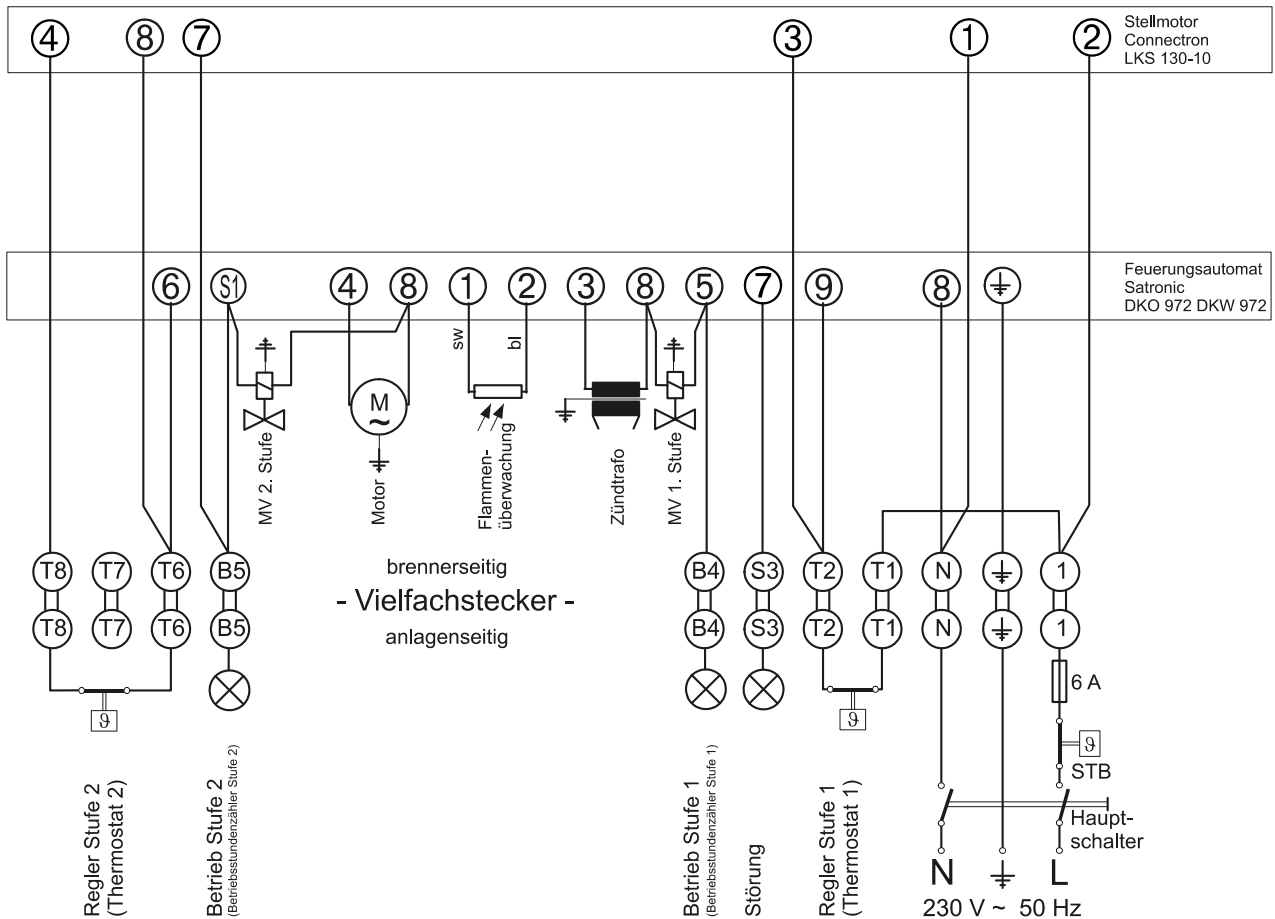 4 8 7 3 1 2
Stellmotor
Connectron
LKS 130-10
6 S1 4 8 1 2 3 8 5 7 9 8
Feuerungsautomat
Satronic
DKO 972 DKW 972
sw
bl
M
~
MV 2. Stufe
Motor
Flammen-
überwachung
Zündtrafo
MV 1. Stufe
T8 T7 T6 B5 B4 S3 T2 T1 N 1
brennerseitig
- Vielfachstecker -
anlagenseitig
T8 T7 T6 B5 B4 S3 T2 T1 N 1
6 A
ϑ
ϑ
ϑ
STB
Haupt-
schalter
Regler Stufe 2
(Thermostat 2)
Betrieb Stufe 2
(Betriebsstundenzähler Stufe 2)
Betrieb Stufe 1
(Betriebsstundenzähler Stufe 1)
Störung
Regler Stufe 1
(Thermostat 1)
N L
230 V ~ 50 Hz